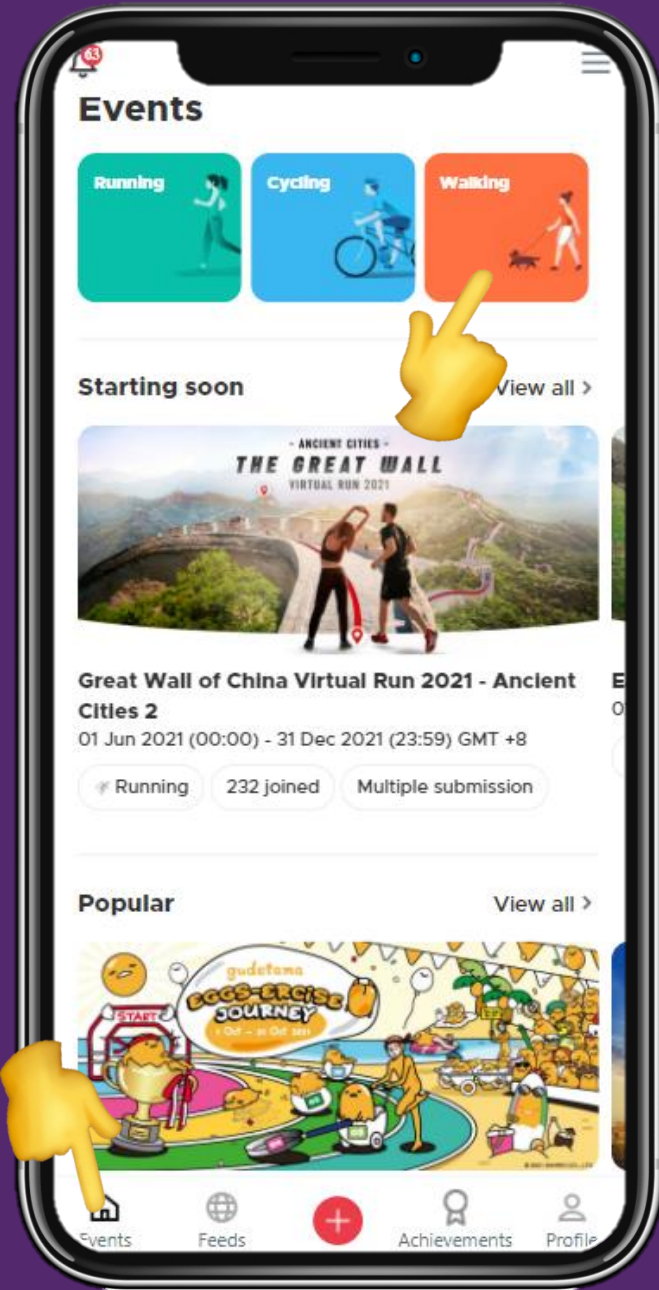 63
Events
Running
Cycling
Walking
Starting soon
View all >
- ANCIENT CITIES -
THE GREAT WALL
VIRTUAL RUN 2021
Great Wall of China Virtual Run 2021 - Ancient
Cities 2
01 Jun 2021 (00:00) - 31 Dec 2021 (23:59) GMT +8
Running
232 joined
Multiple submission
E
0
Popular
View all >
gudetama
EGGS-ERCISE
JOURNEY
START
Events
Feeds
Achievements
Profile